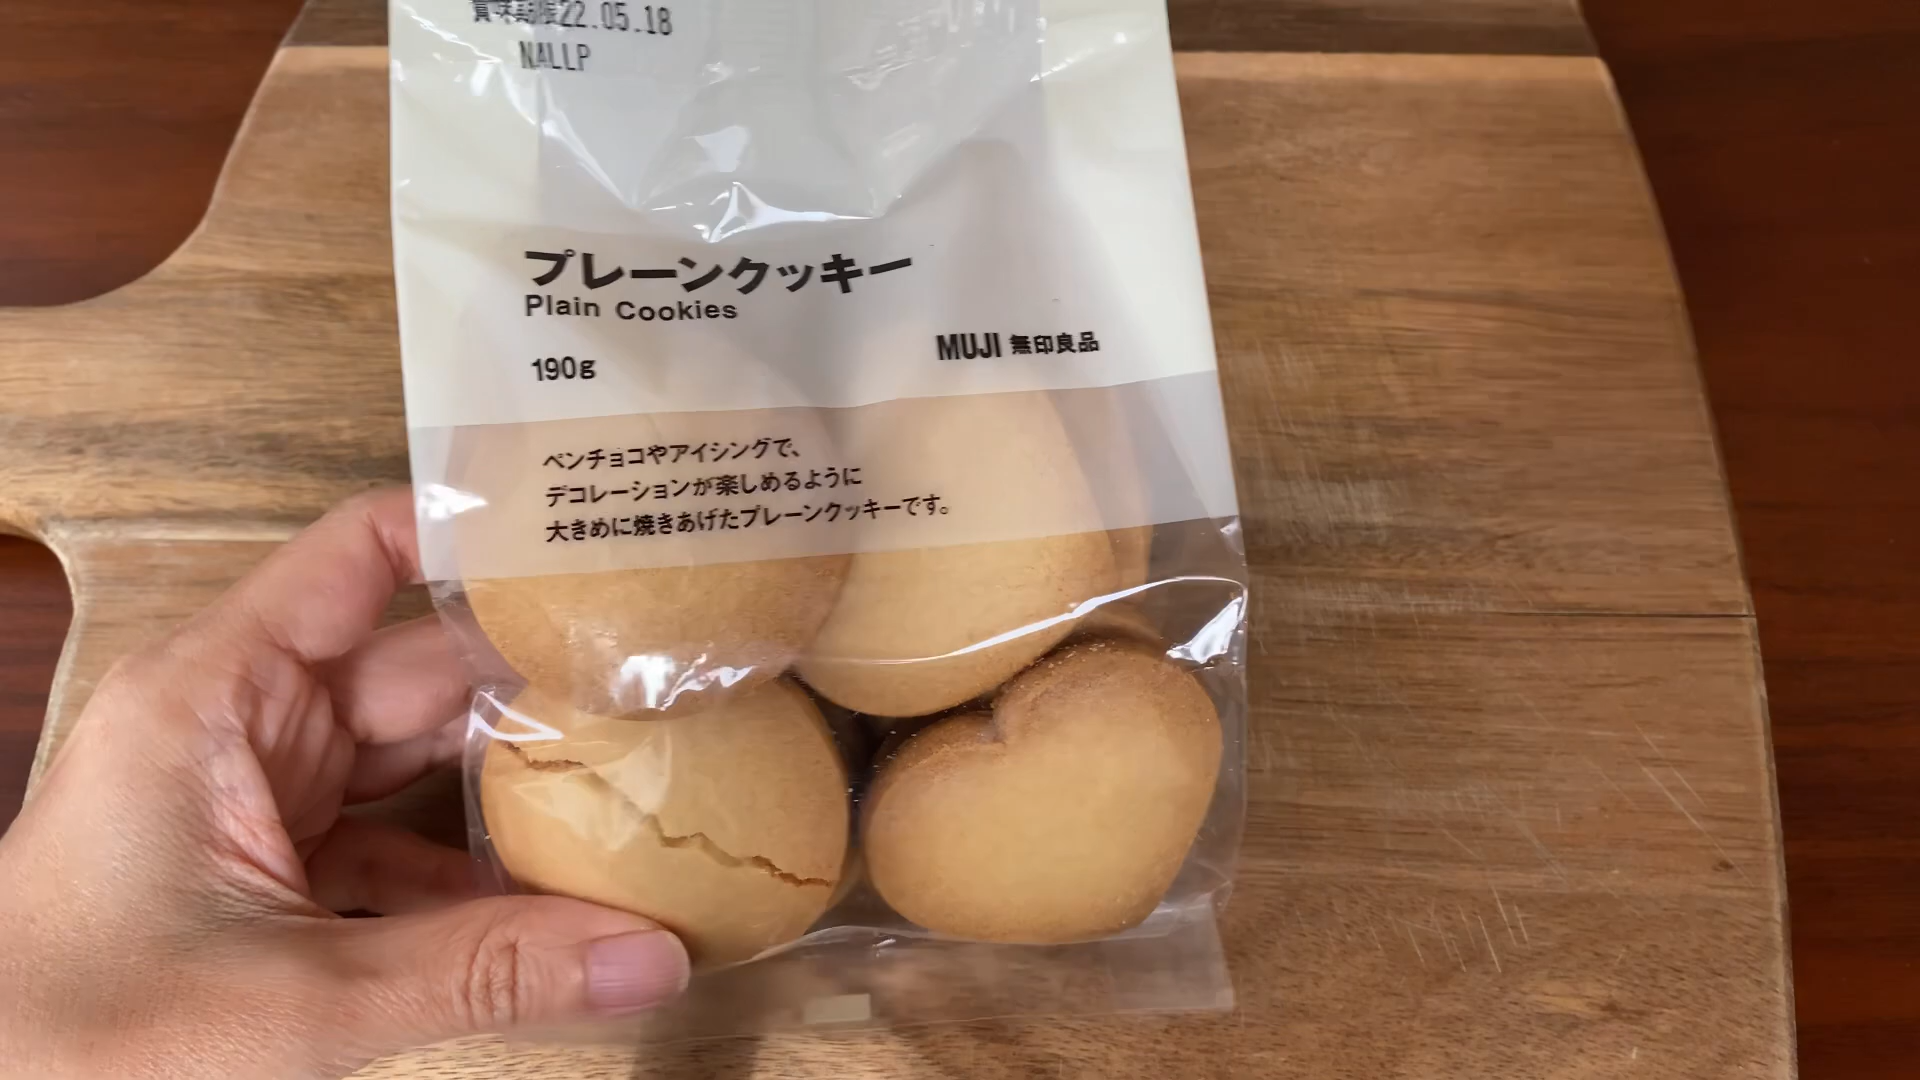 賞味期限22.05.18
NALLP
プレーンクッキー
Plain Cookies
190g
MUJI 無印良品
ペンチョコやアイシングで、
デコレーションが楽しめるように
大きめに焼きあげたプレーンクッキーです。